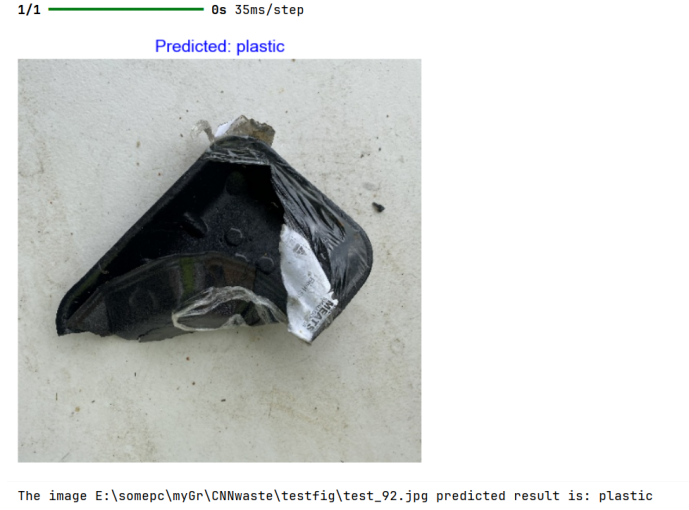 1/1 ━━━━━━━━━━━━━━━━━━━━ 0s 35ms/step
Predicted: plastic
MEATS
The image E:\somepc\myGr\CNNwaste\testfig\test_92.jpg predicted result is: plastic